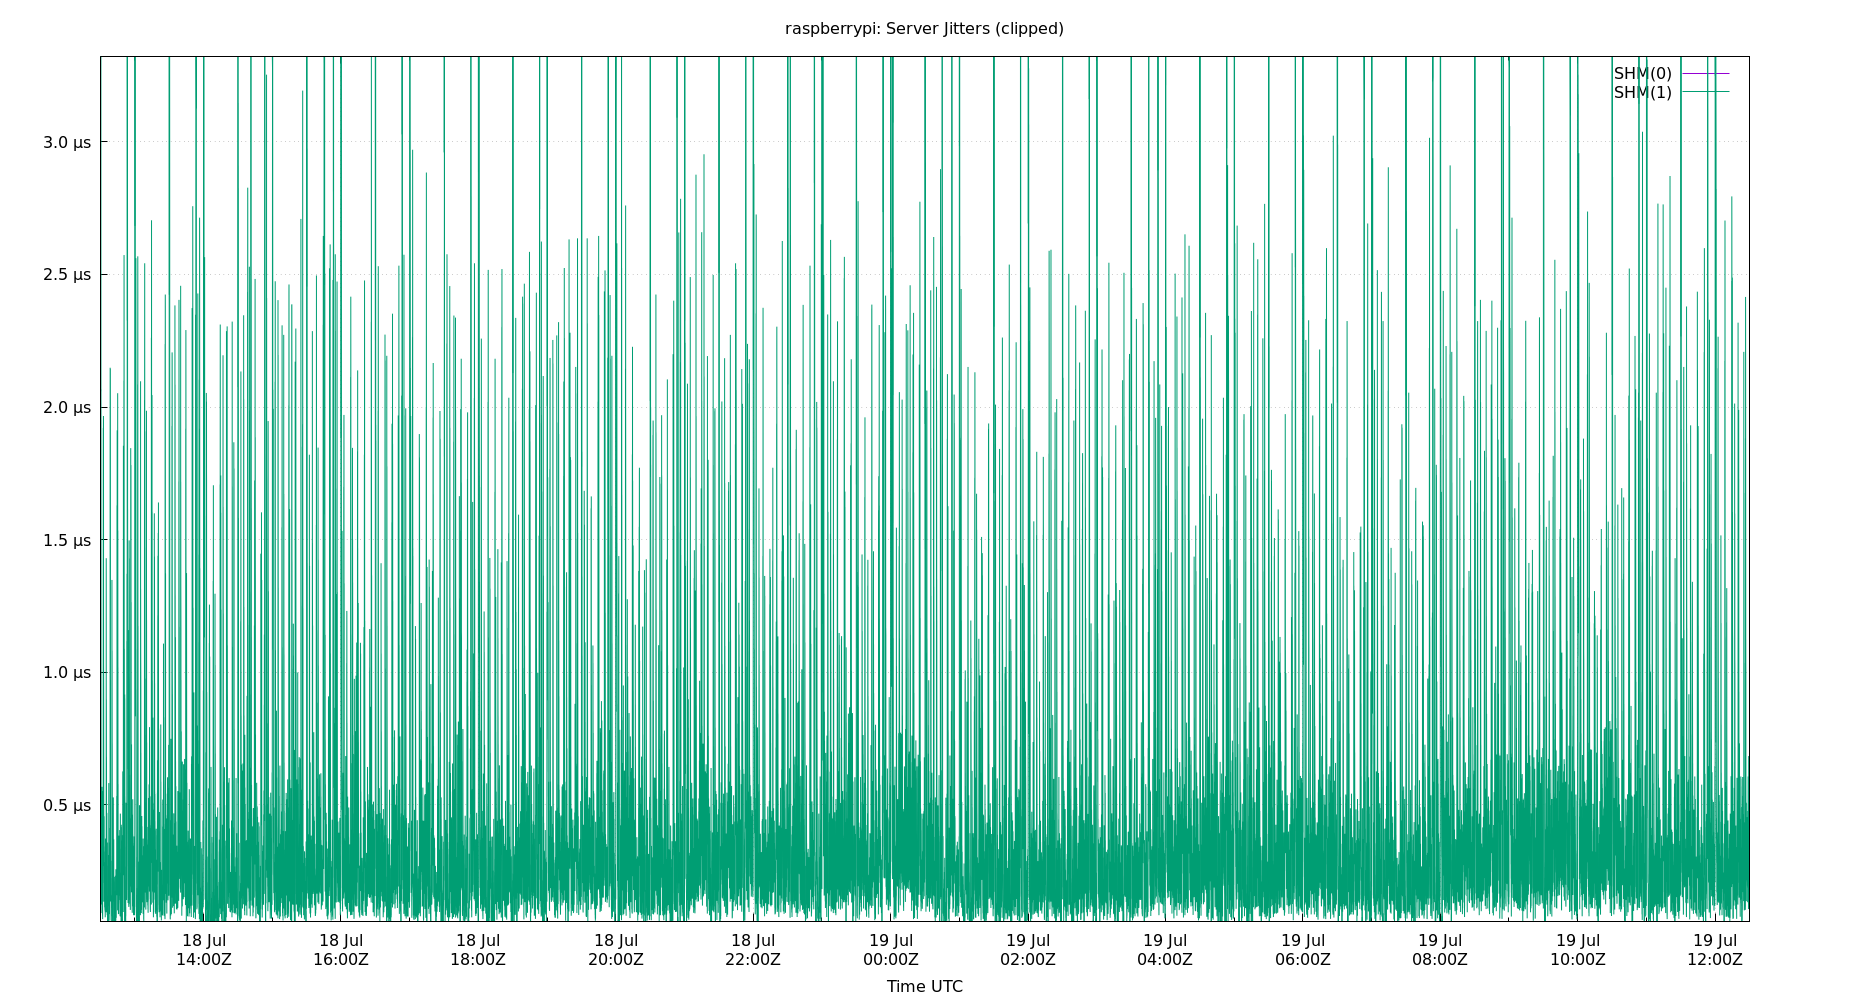 raspberrypi: Server Jitters (clipped)
SHM(0)
SHM(1)
3.0 µs
2.5 µs
2.0 µs
1.5 µs
1.0 µs
0.5 µs
18 Jul 18 Jul 18 Jul 18 Jul 18 Jul 19 Jul 19 Jul 19 Jul 19 Jul 19 Jul 19 Jul 19 Jul
14:00Z 16:00Z 18:00Z 20:00Z 22:00Z 00:00Z 02:00Z 04:00Z 06:00Z 08:00Z 10:00Z 12:00Z
Time UTC